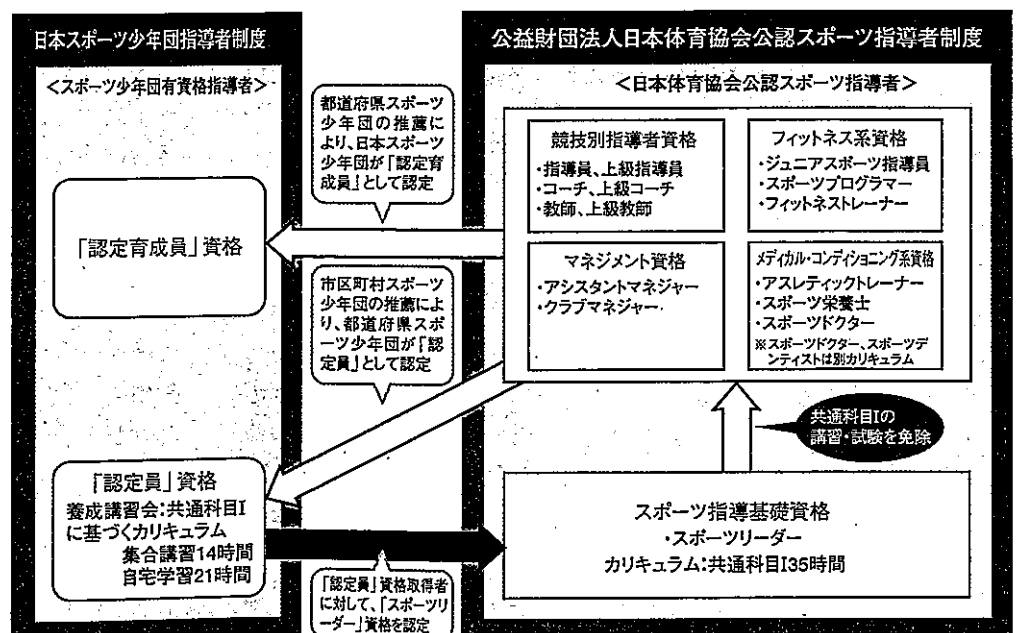 日本スポーツ少年団指導者制度
<スポーツ少年団有資格指導者>
「認定育成員」資格
「認定員」資格
養成講習会:共通科目I
に基づくカリキュラム
集合講習14時間
自宅学習21時間
都道府県スポーツ
少年団の推薦に
より、日本スポーツ
少年団が「認定育
成員」として認定
市区町村スポーツ
少年団の推薦によ
り、都道府県スポ
ーツ少年団が「認
定員」として認定
「認定員」資格取得者
に対して、「スポーツリ
ーダー」資格を認定
公益財団法人日本体育協会公認スポーツ指導者制度
<日本体育協会公認スポーツ指導者>
競技別指導者資格
・指導員、上級指導員
・コーチ、上級コーチ
・教師、上級教師
フィットネス系資格
・ジュニアスポーツ指導員
・スポーツプログラマー
・フィットネストレーナー
マネジメント資格
・アシスタントマネジャー
・クラブマネジャー
メディカル・コンディショニング系資格
・アスレティックトレーナー
・スポーツ栄養士
・スポーツドクター
※スポーツドクター、スポーツデ
ンティストは別カリキュラム
共通科目Iの
講習・試験を免除
スポーツ指導基礎資格
・スポーツリーダー
カリキュラム:共通科目I35時間